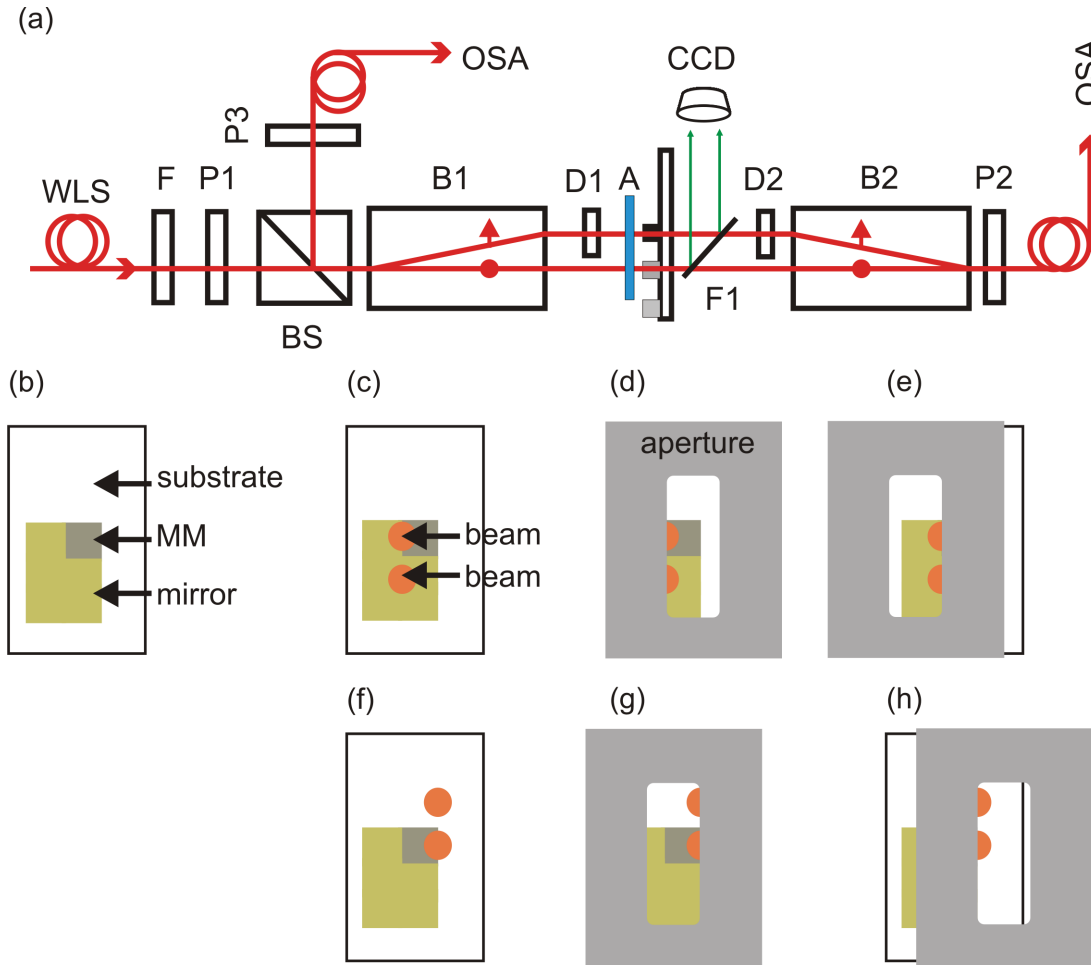 (a)
OSA
CCD
OSA
P3
WLS
F
P1
B1
D1
A
D2
B2
P2
BS
F1
(b)
(c)
(d)
(e)
substrate
MM
mirror
beam
beam
aperture
(f)
(g)
(h)